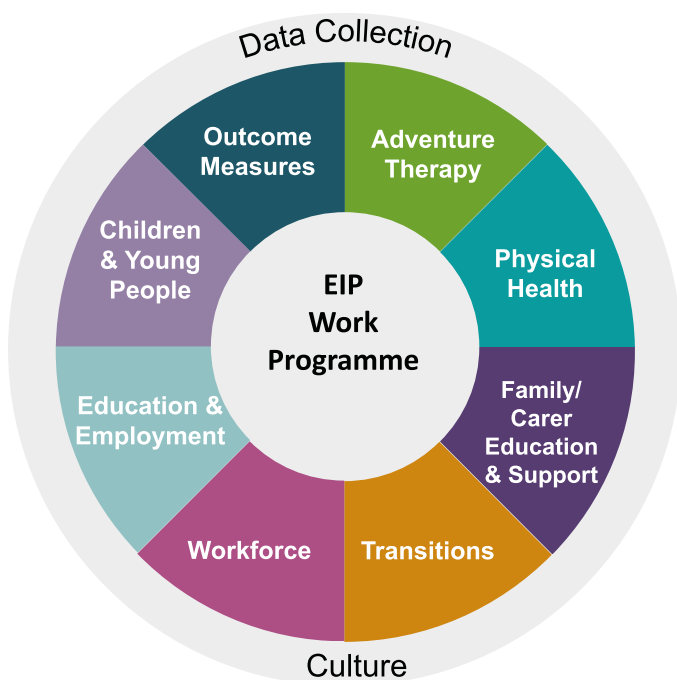 Data Collection
Outcome
Measures
Adventure
Therapy
Children
& Young
People
Physical
Health
EIP
Work
Programme
Education &
Employment
Family/
Carer
Education
& Support
Workforce
Transitions
Culture